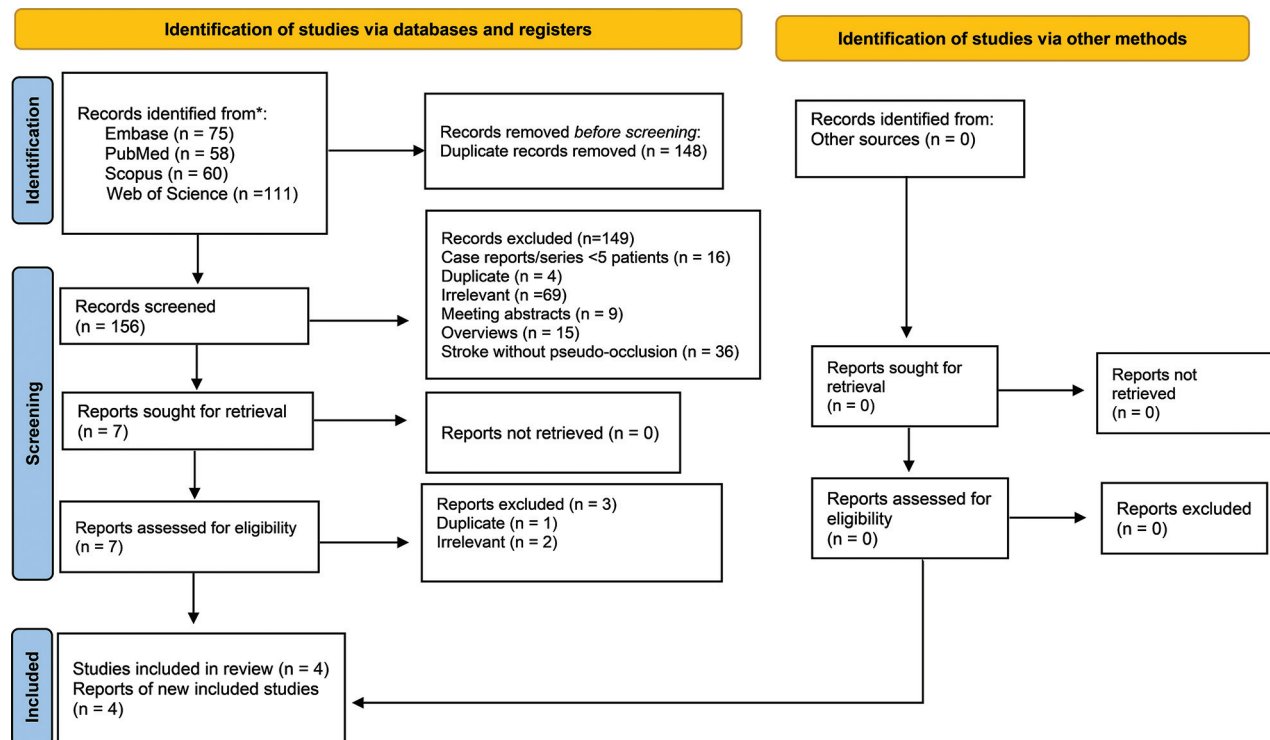 Identification of studies via databases and registers
Identification of studies via other methods
Identification
Records identified from*:
Embase (n = 75)
PubMed (n = 58)
Scopus (n = 60)
Web of Science (n =111)
Records removed before screening:
Duplicate records removed (n = 148)
Records identified from:
Other sources (n = 0)
Screening
Records screened
(n = 156)
Records excluded (n=149)
Case reports/series <5 patients (n = 16)
Duplicate (n = 4)
Irrelevant (n =69)
Meeting abstracts (n = 9)
Overviews (n = 15)
Stroke without pseudo-occlusion (n = 36)
Reports sought for retrieval
(n = 7)
Reports not retrieved (n = 0)
Reports sought for
retrieval
(n = 0)
Reports not
retrieved
(n = 0)
Reports assessed for eligibility
(n = 7)
Reports excluded (n = 3)
Duplicate (n = 1)
Irrelevant (n = 2)
Reports assessed for
eligibility
(n = 0)
Reports excluded
(n = 0)
Included
Studies included in review (n = 4)
Reports of new included studies
(n = 4)